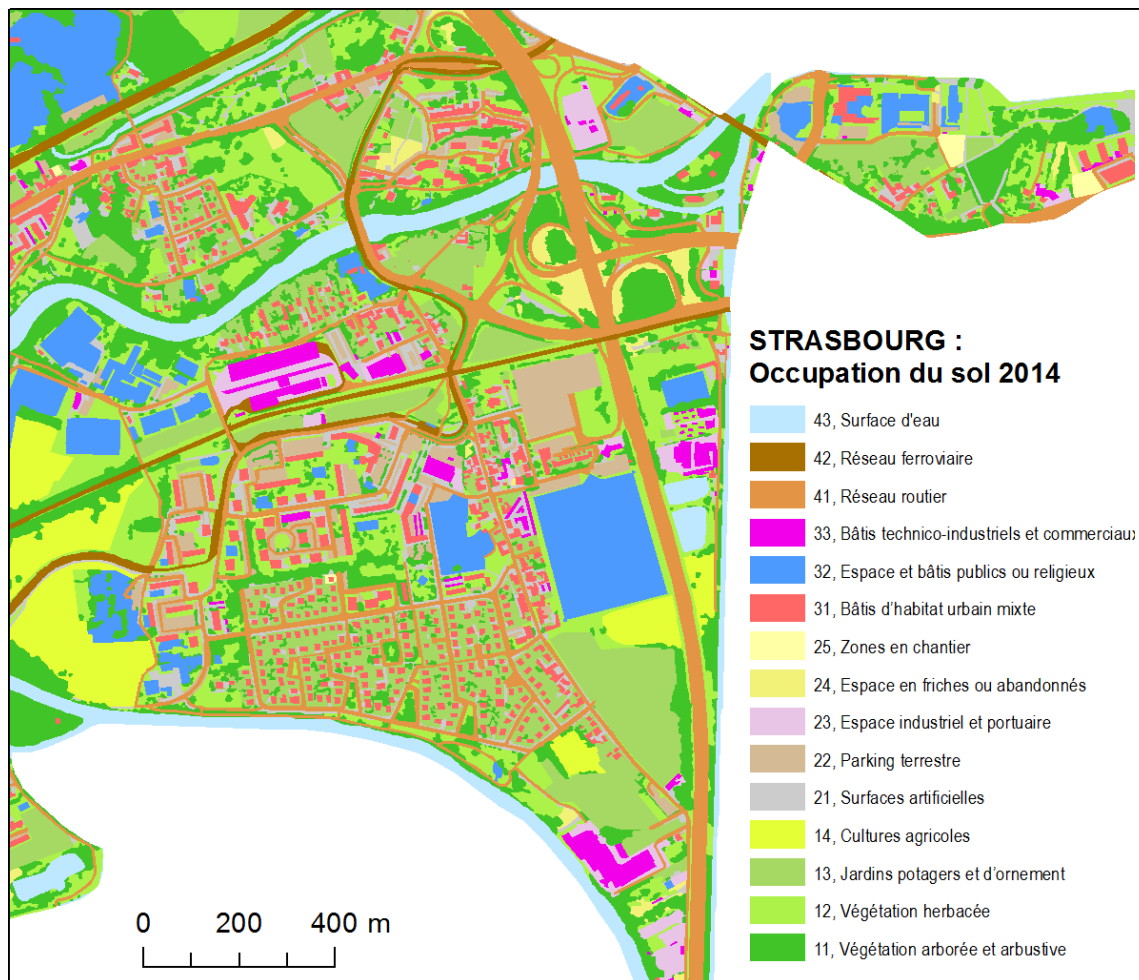 STRASBOURG :
Occupation du sol 2014
43, Surface d'eau
42, Réseau ferroviaire
41, Réseau routier
33, Bâtis technico-industriels et commerciaux
32, Espace et bâtis publics ou religieux
31, Bâtis d'habitat urbain mixte
25, Zones en chantier
24, Espace en friches ou abandonnés
23, Espace industriel et portuaire
22, Parking terrestre
21, Surfaces artificielles
14, Cultures agricoles
13, Jardins potagers et d'ornement
12, Végétation herbacée
11, Végétation arborée et arbustive
0 200 400 m